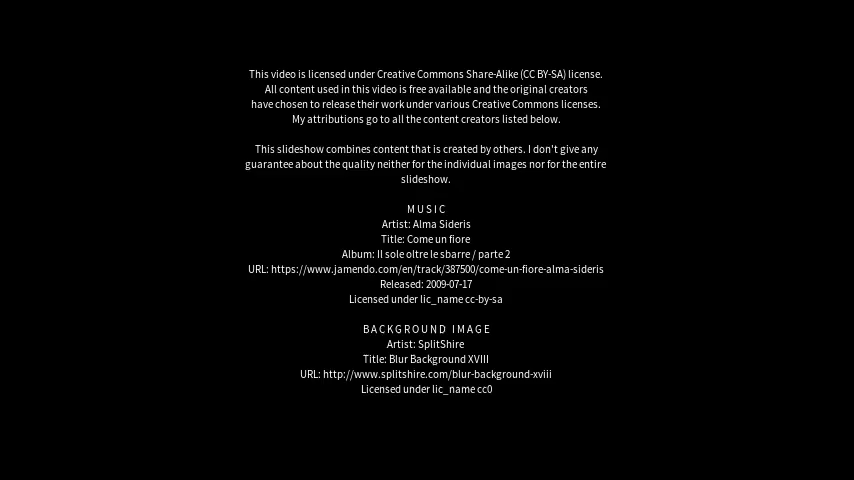 This video is licensed under Creative Commons Share-Alike (CC BY-SA) license.
All content used in this video is free available and the original creators
have chosen to release their work under various Creative Commons licenses.
My attributions go to all the content creators listed below.
This slideshow combines content that is created by others. I don't give any
guarantee about the quality neither for the individual images nor for the entire
slideshow.
MUSIC
Artist: Alma Sideris
Title: Come un fiore
Album: Il sole oltre le sbarre / parte 2
URL: https://www.jamendo.com/en/track/387500/come-un-fiore-alma-sideris
Released: 2009-07-17
Licensed under lic_name cc-by-sa
BACKGROUND IMAGE
Artist: SplitShire
Title: Blur Background XVIII
URL: http://www.splitshire.com/blur-background-xviii
Licensed under lic_name cc0